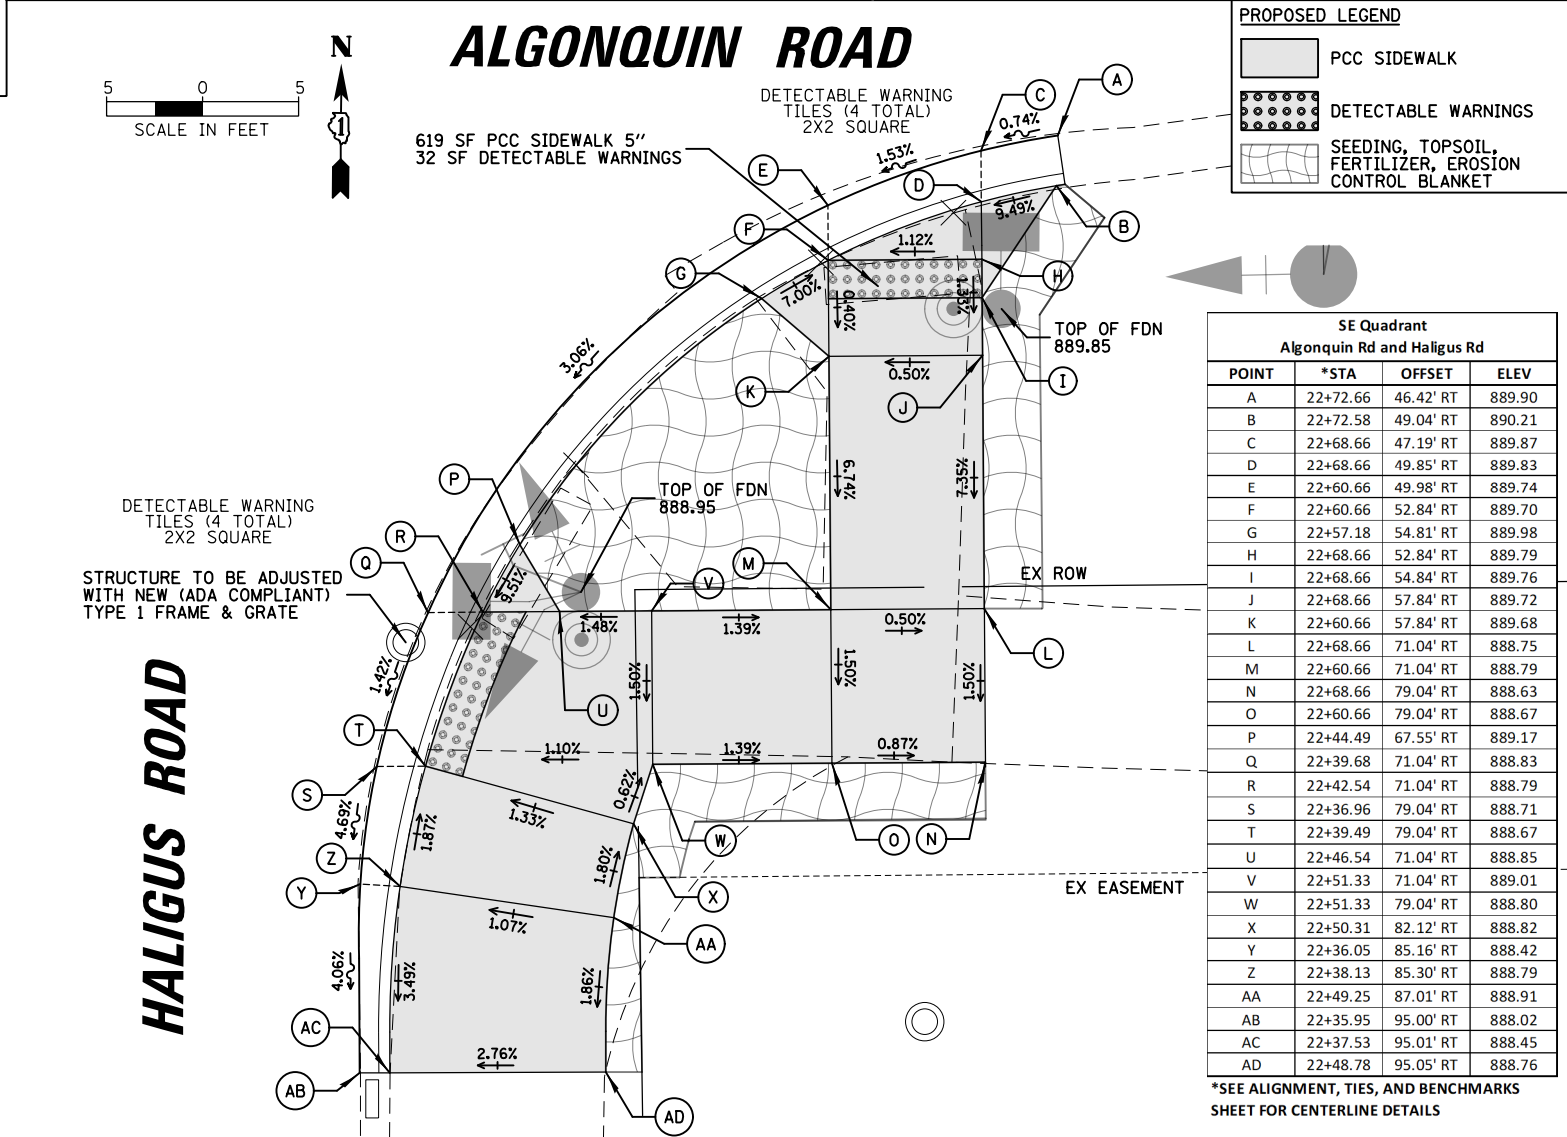 ALGONQUIN ROAD
N
5 0 5
SCALE IN FEET
1
DETECTABLE WARNING
TILES (4 TOTAL)
2X2 SQUARE
619 SF PCC SIDEWALK 5"
32 SF DETECTABLE WARNINGS
PROPOSED LEGEND
PCC SIDEWALK
DETECTABLE WARNINGS
SEEDING, TOPSOIL,
FERTILIZER, EROSION
CONTROL BLANKET
A
C
0.74%
1.53%
E
D
9.49%
B
F
1.12%
G
H
7.00%
0.40%
1.33%
TOP OF FDN
889.85
3.06%
0.50%
I
K
J
P
6.74%
7.35%
TOP OF FDN
888.95
DETECTABLE WARNING
TILES (4 TOTAL)
2X2 SQUARE
R
Q
M
EX ROW
STRUCTURE TO BE ADJUSTED
WITH NEW (ADA COMPLIANT)
TYPE 1 FRAME & GRATE
9.51%
V
1.48%
1.39%
0.50%
L
1.42%
1.50%
1.50%
1.50%
U
T
1.10%
1.39%
0.87%
S
0.62%
4.69%
1.87%
1.33%
W
O
N
Z
1.80%
Y
X
EX EASEMENT
1.07%
AA
4.06%
3.49%
1.86%
AC
2.76%
AB
AD
HALIGUS ROAD
SE Quadrant
Algonquin Rd and Haligus Rd
POINT *STA OFFSET ELEV
A 22+72.66 46.42' RT 889.90
B 22+72.58 49.04' RT 890.21
C 22+68.66 47.19' RT 889.87
D 22+68.66 49.85' RT 889.83
E 22+60.66 49.98' RT 889.74
F 22+60.66 52.84' RT 889.70
G 22+57.18 54.81' RT 889.98
H 22+68.66 52.84' RT 889.79
I 22+68.66 54.84' RT 889.76
J 22+68.66 57.84' RT 889.72
K 22+60.66 57.84' RT 889.68
L 22+68.66 71.04' RT 888.75
M 22+60.66 71.04' RT 888.79
N 22+68.66 79.04' RT 888.63
O 22+60.66 79.04' RT 888.67
P 22+44.49 67.55' RT 889.17
Q 22+39.68 71.04' RT 888.83
R 22+42.54 71.04' RT 888.79
S 22+36.96 79.04' RT 888.71
T 22+39.49 79.04' RT 888.67
U 22+46.54 71.04' RT 888.85
V 22+51.33 71.04' RT 889.01
W 22+51.33 79.04' RT 888.80
X 22+50.31 82.12' RT 888.82
Y 22+36.05 85.16' RT 888.42
Z 22+38.13 85.30' RT 888.79
AA 22+49.25 87.01' RT 888.91
AB 22+35.95 95.00' RT 888.02
AC 22+37.53 95.01' RT 888.45
AD 22+48.78 95.05' RT 888.76
*SEE ALIGNMENT, TIES, AND BENCHMARKS
SHEET FOR CENTERLINE DETAILS